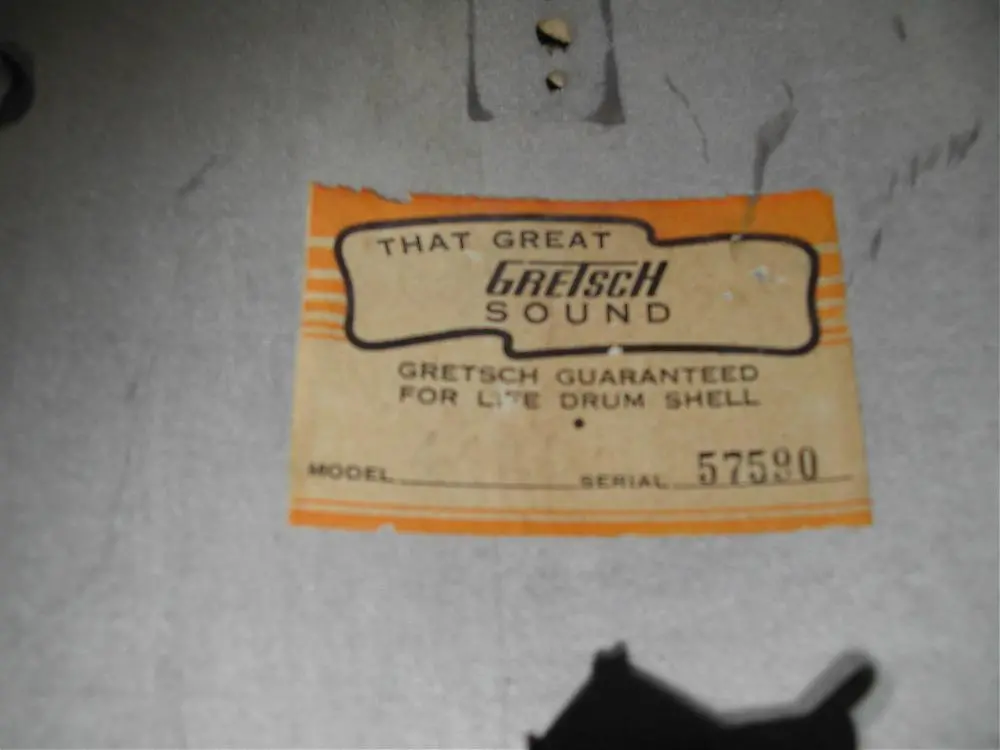 THAT GREAT
GRETSCH
SOUND
GRETSCH GUARANTEED
FOR LIFE DRUM SHELL
MODEL SERIAL 57590